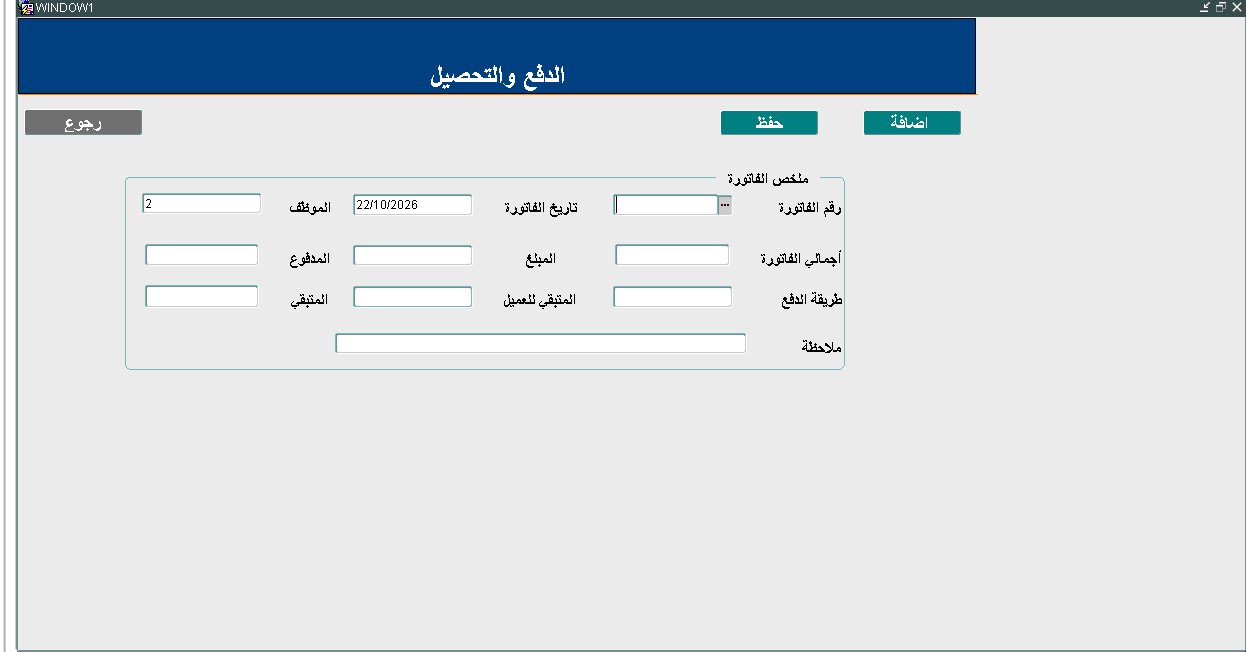 WINDOW1
الدفع والتحصيل
اضافة
حفظ
رجوع
ملخص الفاتورة
رقم الفاتورة ... تاريخ الفاتورة 22/10/2026 الموظف 2
أجمالي الفاتورة المبلغ المدفوع
طريقة الدفع المتبقي للعميل المتبقي
ملاحظة